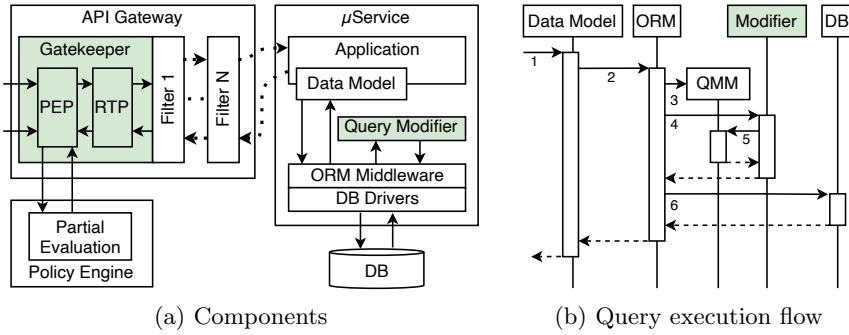 API Gateway
Gatekeeper
PEP
RTP
Filter 1
Filter N
Partial
Evaluation
Policy Engine
µService
Application
Data Model
Query Modifier
ORM Middleware
DB Drivers
DB
(a) Components
Data Model
ORM
Modifier
DB
1
2
QMM
3
4
5
6
(b) Query execution flow